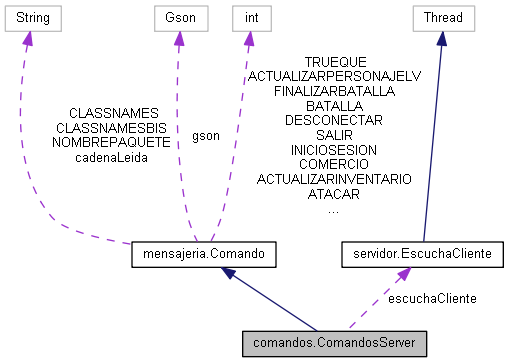 String
Gson
int
Thread
CLASSNAMES
CLASSNAMESBIS
NOMBREPAQUETE
cadenaLeida
gson
TRUEQUE
ACTUALIZARPERSONAJELV
FINALIZARBATALLA
BATALLA
DESCONECTAR
SALIR
INICIOSESION
COMERCIO
ACTUALIZARINVENTARIO
ATACAR
...
mensajeria.Comando
servidor.EscuchaCliente
escuchaCliente
comandos.ComandosServer